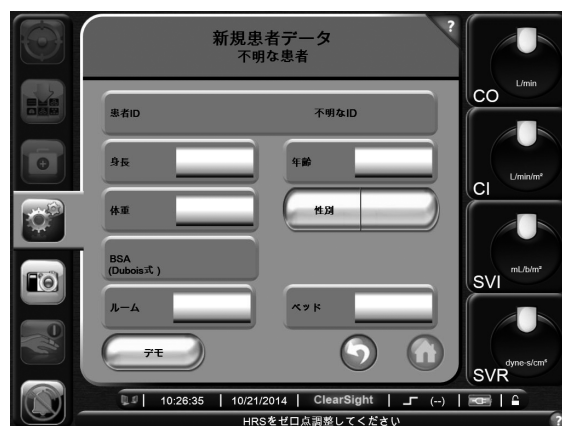 新規患者データ
不明な患者
?
患者ID 不明なID
身長 年齢
体重 性別
BSA
(Dubois式 )
ルーム ベッド
デモ
L/min
CO
L/min/m²
CI
mL/b/m²
SVI
dyne-s/cm⁵
SVR
10:26:35 10/21/2014 ClearSight (--)
HRSをゼロ点調整してください ?